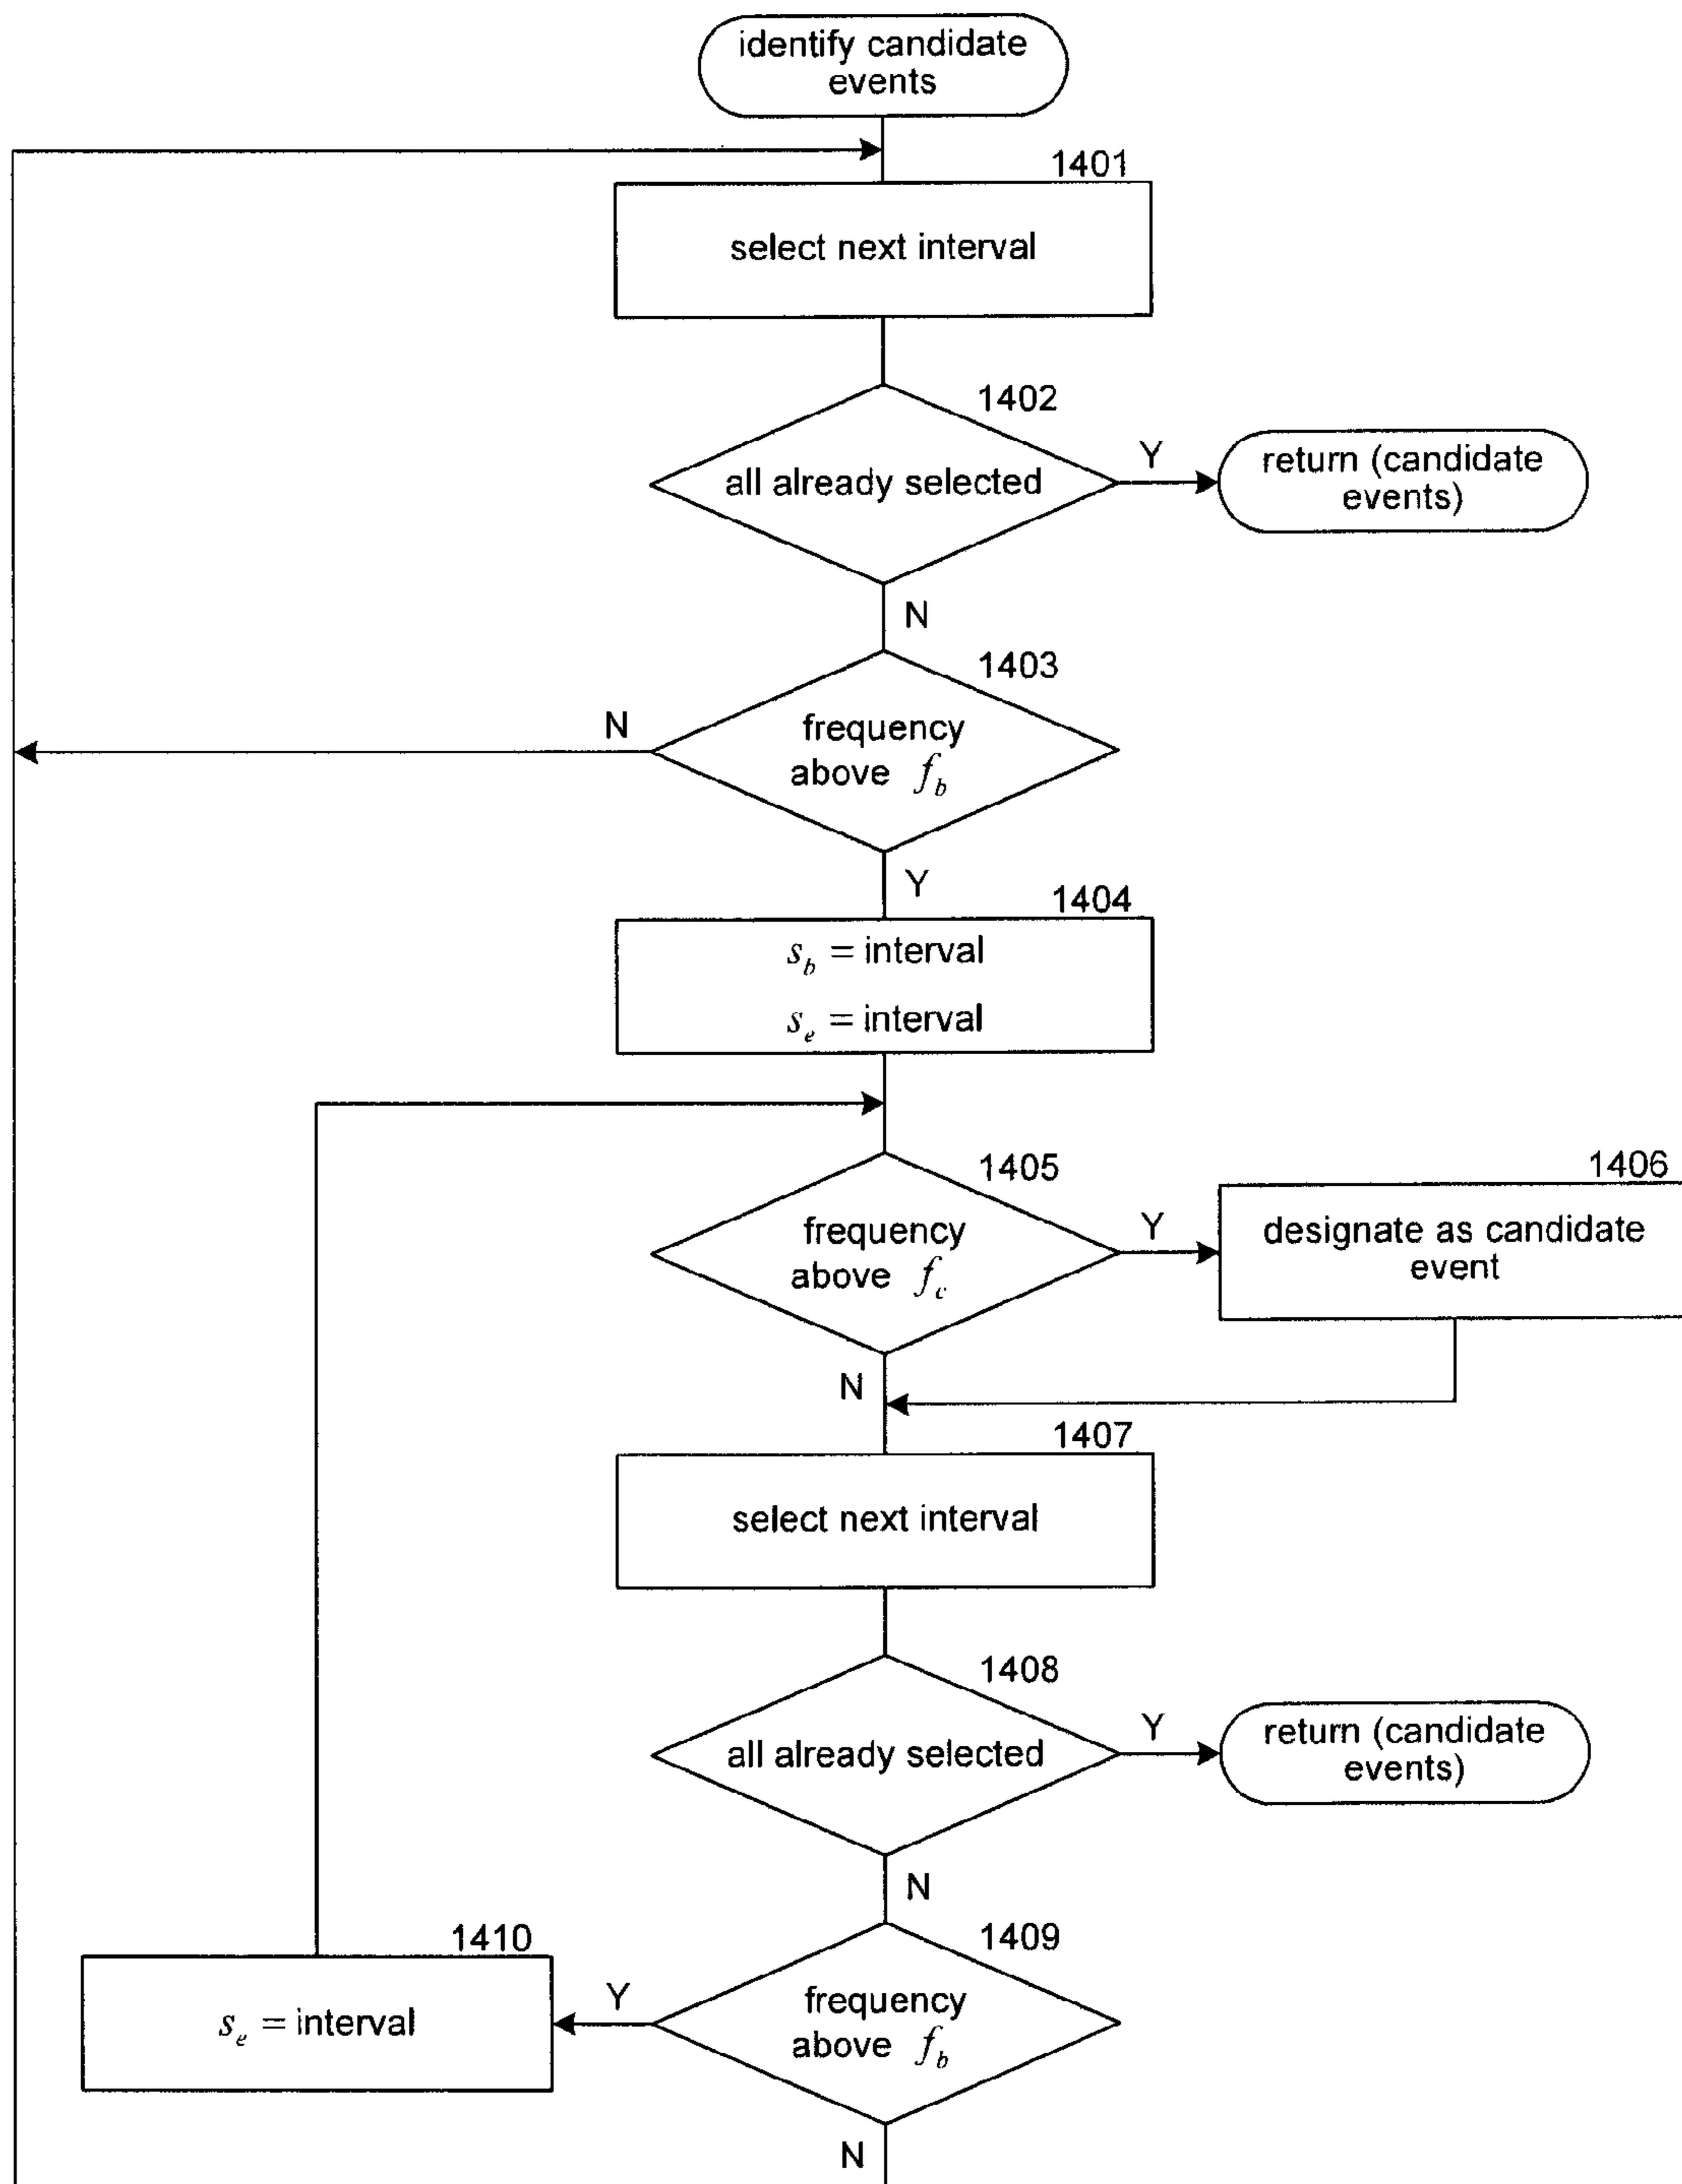 identify candidate
events
1401
select next interval
1402
all already selected
Y
return (candidate
events)
N
1403
N
frequency
above f_b
Y
1404
s_b = interval
s_e = interval
1405
frequency
above f_c
Y
1406
designate as candidate
event
N
1407
select next interval
1408
all already selected
Y
return (candidate
events)
N
1409
frequency
above f_b
Y
1410
s_e = interval
N